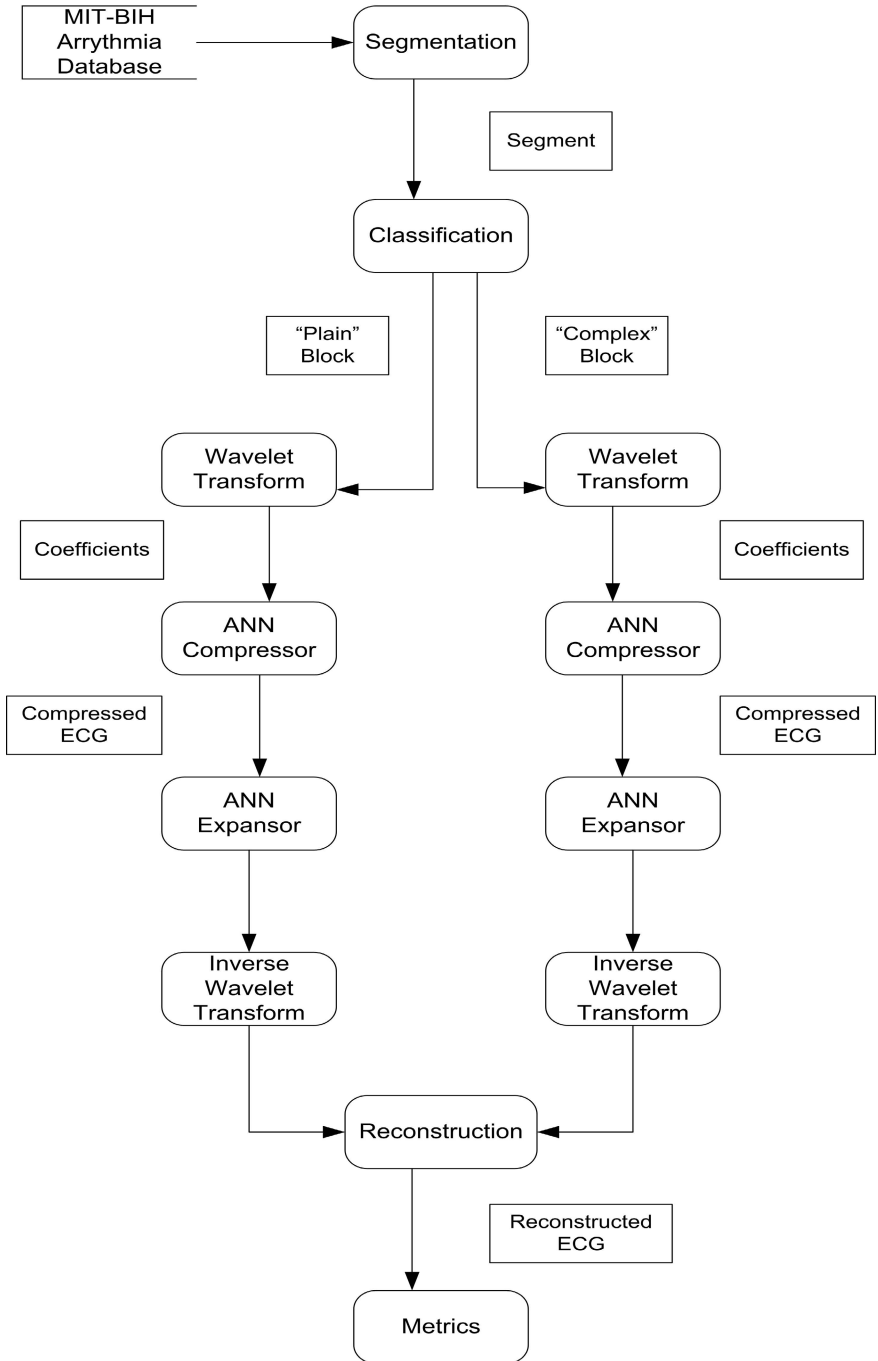 MIT-BIH
Arrythmia
Database
Segmentation
Segment
Classification
“Plain”
Block
“Complex”
Block
Wavelet
Transform
Wavelet
Transform
Coefficients
Coefficients
ANN
Compressor
ANN
Compressor
Compressed
ECG
Compressed
ECG
ANN
Expansor
ANN
Expansor
Inverse
Wavelet
Transform
Inverse
Wavelet
Transform
Reconstruction
Reconstructed
ECG
Metrics